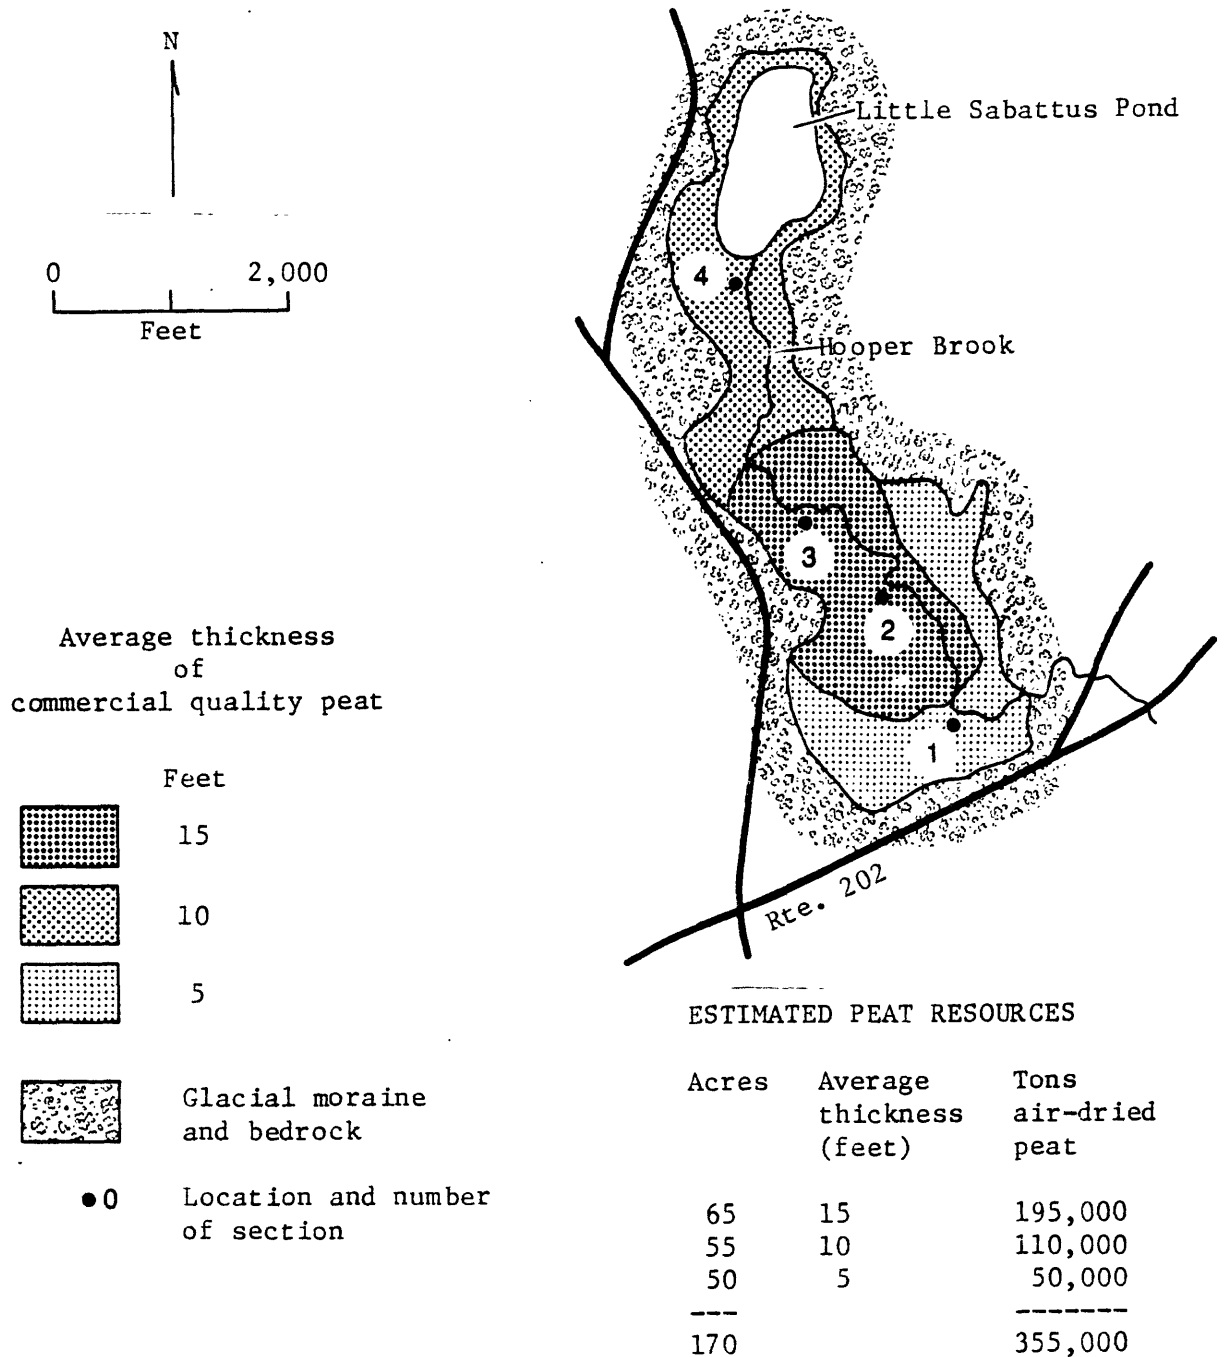 N
0 2,000
Feet
Little Sabattus Pond
4
Hooper Brook
3
2
1
Rte. 202
Average thickness
of
commercial quality peat
Feet
15
10
5
Glacial moraine
and bedrock
0 Location and number
of section
ESTIMATED PEAT RESOURCES
Acres Average Tons
thickness air-dried
(feet) peat
65 15 195,000
55 10 110,000
50 5 50,000
--- -------
170 355,000